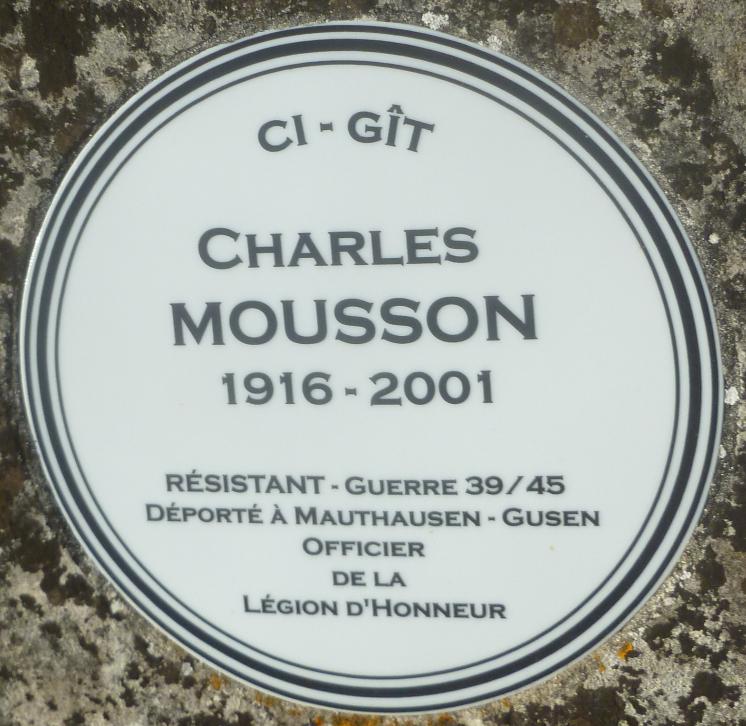 CI - GÎT
CHARLES
MOUSSON
1916 - 2001
RÉSISTANT - GUERRE 39/45
DÉPORTÉ À MAUTHAUSEN - GUSEN
OFFICIER
DE LA
LÉGION D'HONNEUR